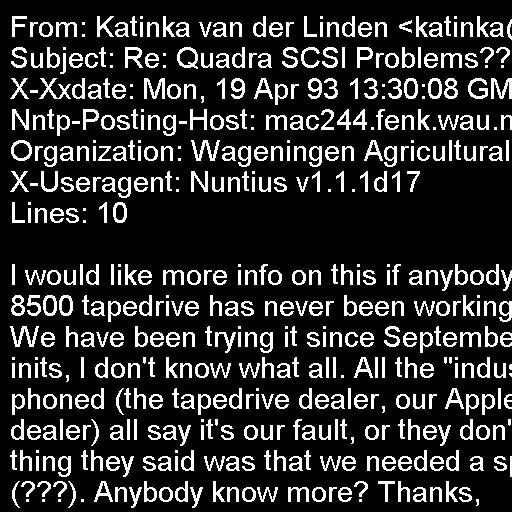 From: Katinka van der Linden <katinka@
Subject: Re: Quadra SCSI Problems??
X-Xxdate: Mon, 19 Apr 93 13:30:08 GM
Nntp-Posting-Host: mac244.fenk.wau.n
Organization: Wageningen Agricultural
X-Useragent: Nuntius v1.1.1d17
Lines: 10

I would like more info on this if anybody
8500 tapedrive has never been working
We have been trying it since Septembe
inits, I don't know what all. All the "indus
phoned (the tapedrive dealer, our Apple
dealer) all say it's our fault, or they don'
thing they said was that we needed a sp
(???). Anybody know more? Thanks,